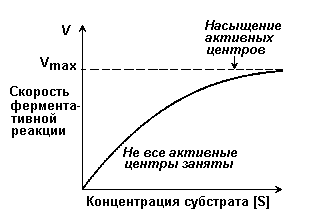 V
Насыщение
активных
центров
Vmax
Скорость
фермента-
тивной
реакции
Не все активные
центры заняты
Концентрация субстрата [S]